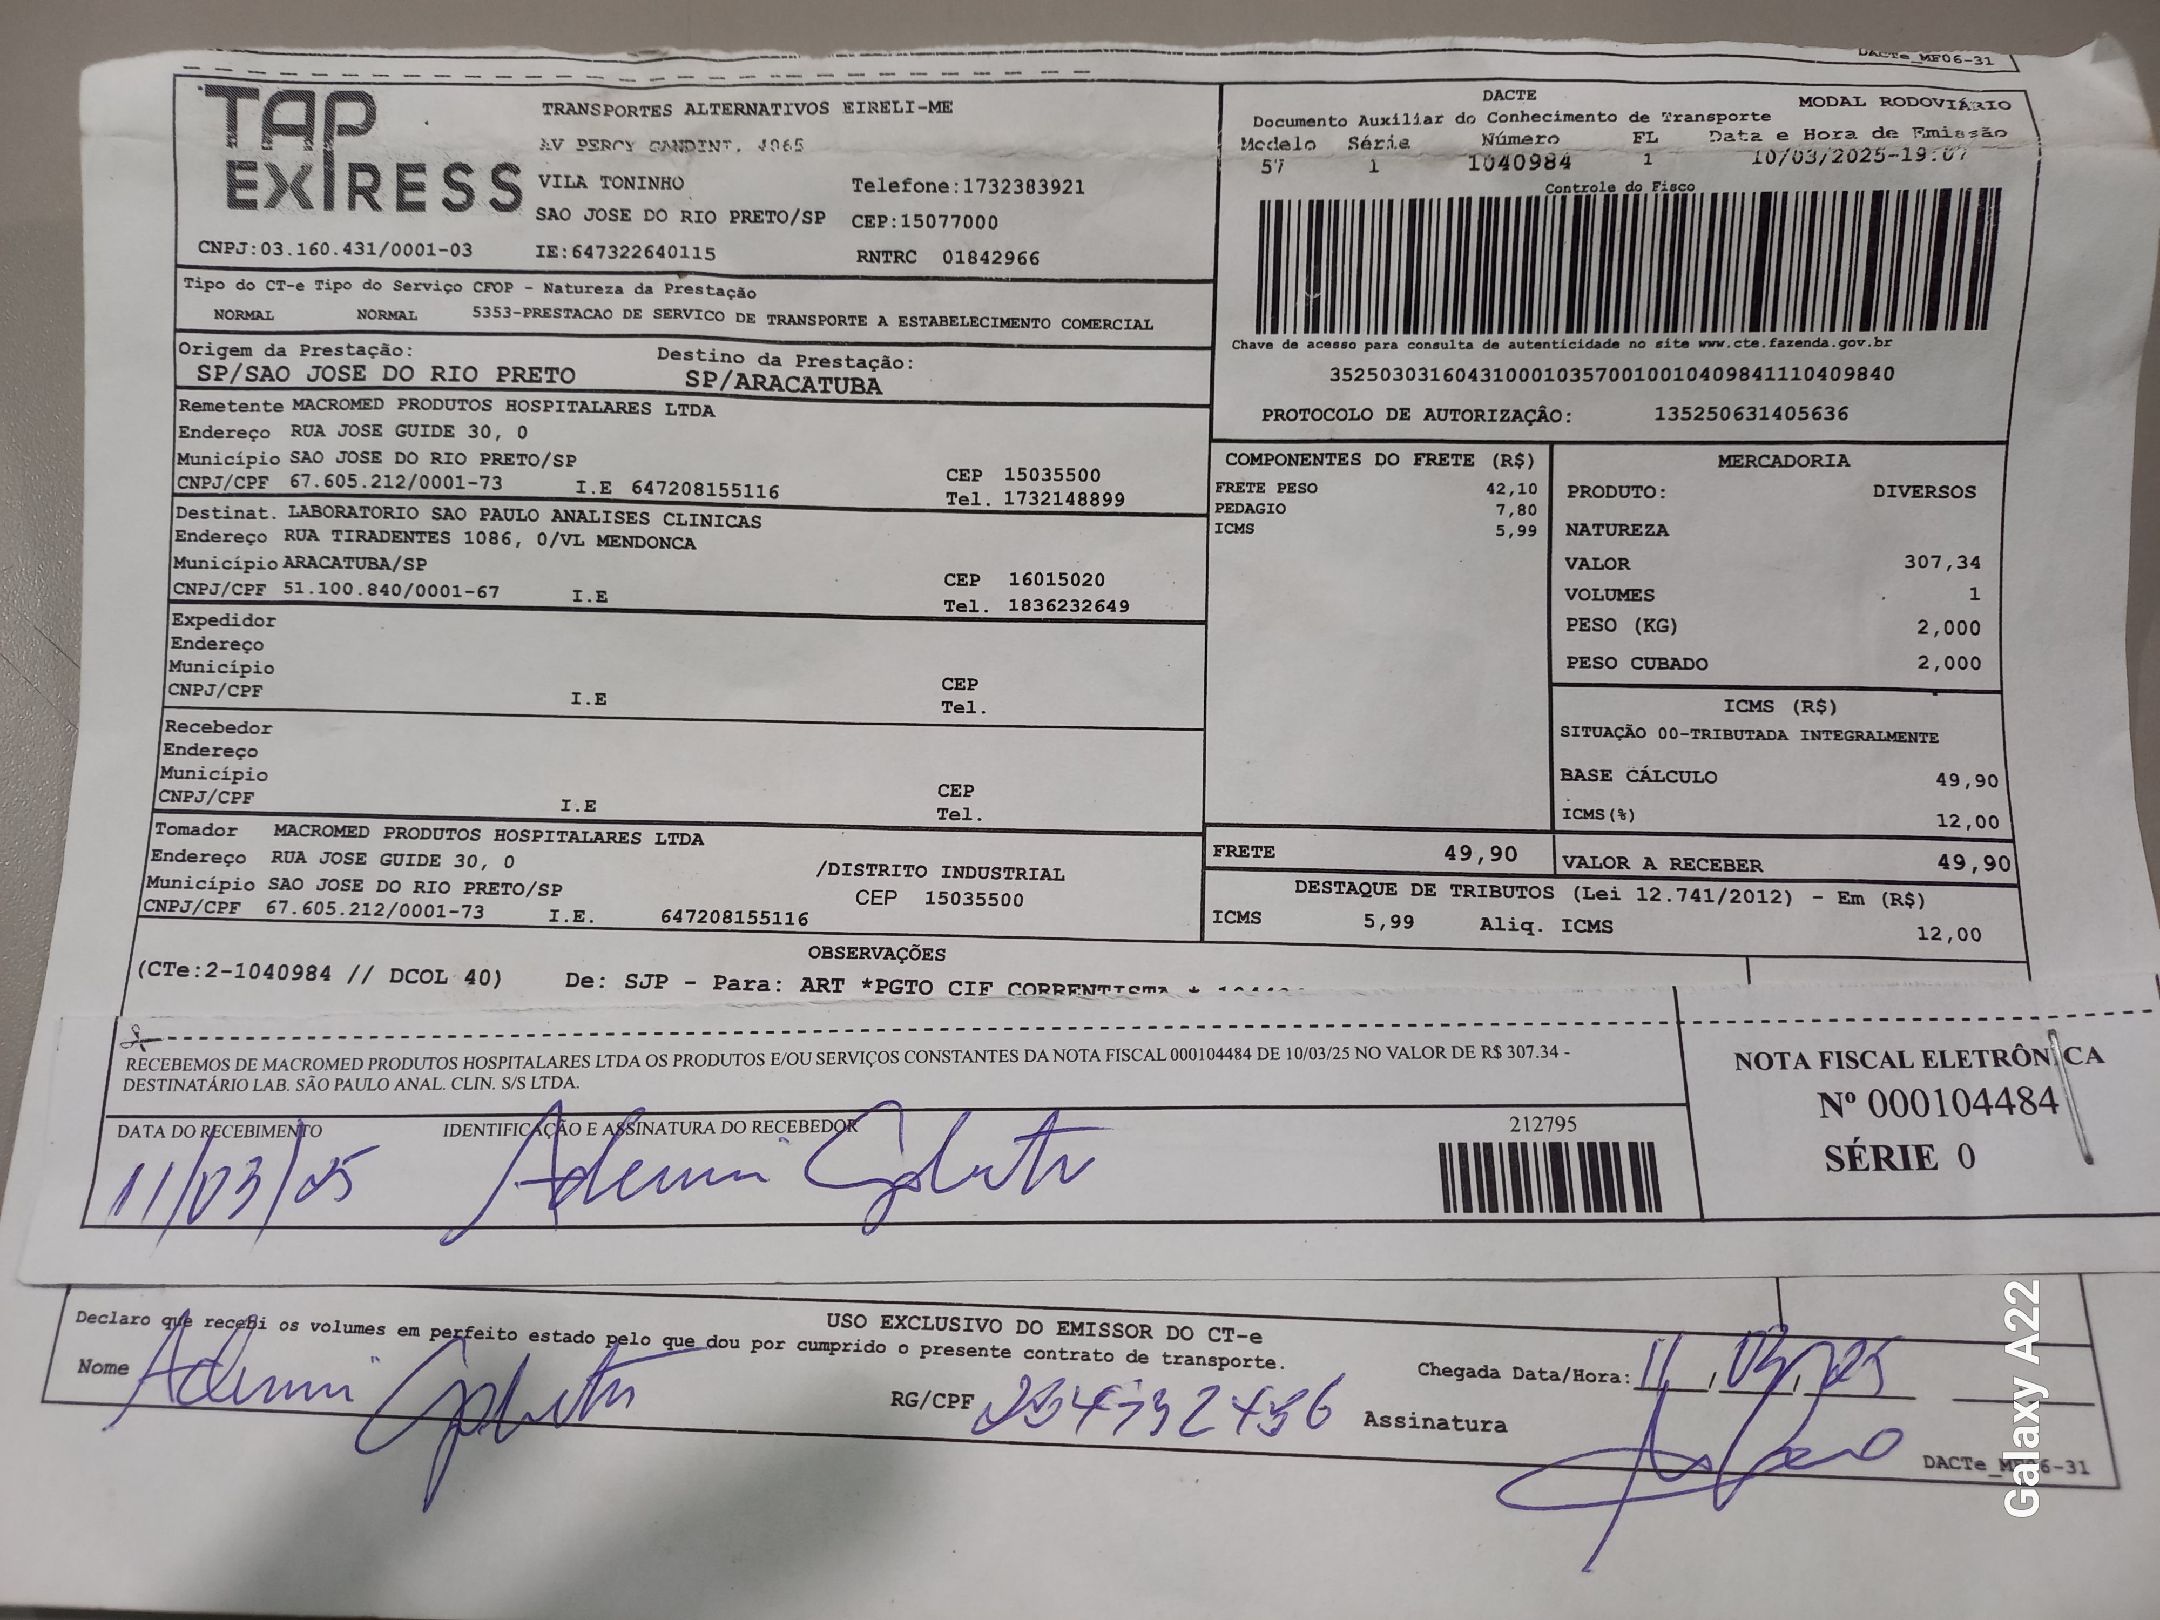 DACTe_MF06-31
TAP EXPRESS
TRANSPORTES ALTERNATIVOS EIRELI-ME
AV PERCY GANDINI, 4065
VILA TONINHO Telefone:1732383921
SAO JOSE DO RIO PRETO/SP CEP:15077000
CNPJ:03.160.431/0001-03 IE:647322640115 RNTRC 01842966
DACTE MODAL RODOVIÁRIO
Documento Auxiliar do Conhecimento de Transporte
Modelo Série Número FL Data e Hora de Emissão
57 1 1040984 1 10/03/2025-19:07
Controle do Fisco
Chave de acesso para consulta de autenticidade no site www.cte.fazenda.gov.br
35250303160431000103570010010409841110409840
PROTOCOLO DE AUTORIZAÇÃO: 135250631405636
Tipo do CT-e Tipo do Serviço CFOP - Natureza da Prestação
NORMAL NORMAL 5353-PRESTACAO DE SERVICO DE TRANSPORTE A ESTABELECIMENTO COMERCIAL
Origem da Prestação: Destino da Prestação:
SP/SAO JOSE DO RIO PRETO SP/ARACATUBA
Remetente MACROMED PRODUTOS HOSPITALARES LTDA
Endereço RUA JOSE GUIDE 30, 0
Município SAO JOSE DO RIO PRETO/SP CEP 15035500
CNPJ/CPF 67.605.212/0001-73 I.E 647208155116 Tel. 1732148899
Destinat. LABORATORIO SAO PAULO ANALISES CLINICAS
Endereço RUA TIRADENTES 1086, 0/VL MENDONCA
Município ARACATUBA/SP CEP 16015020
CNPJ/CPF 51.100.840/0001-67 I.E Tel. 1836232649
Expedidor
Endereço
Município CEP
CNPJ/CPF I.E Tel.
Recebedor
Endereço
Município CEP
CNPJ/CPF I.E Tel.
Tomador MACROMED PRODUTOS HOSPITALARES LTDA
Endereço RUA JOSE GUIDE 30, 0 /DISTRITO INDUSTRIAL
Município SAO JOSE DO RIO PRETO/SP CEP 15035500
CNPJ/CPF 67.605.212/0001-73 I.E. 647208155116
COMPONENTES DO FRETE (R$)
FRETE PESO 42,10
PEDAGIO 7,80
ICMS 5,99
MERCADORIA
PRODUTO: DIVERSOS
NATUREZA
VALOR 307,34
VOLUMES 1
PESO (KG) 2,000
PESO CUBADO 2,000
ICMS (R$)
SITUAÇÃO 00-TRIBUTADA INTEGRALMENTE
BASE CÁLCULO 49,90
ICMS(%) 12,00
FRETE 49,90 VALOR A RECEBER 49,90
DESTAQUE DE TRIBUTOS (Lei 12.741/2012) - Em (R$)
ICMS 5,99 Aliq. ICMS 12,00
OBSERVAÇÕES
(CTe:2-1040984 // DCOL 40) De: SJP - Para: ART *PGTO CIF CORRENTISTA *
RECEBEMOS DE MACROMED PRODUTOS HOSPITALARES LTDA OS PRODUTOS E/OU SERVIÇOS CONSTANTES DA NOTA FISCAL 000104484 DE 10/03/25 NO VALOR DE R$ 307.34 -
DESTINATÁRIO LAB. SÃO PAULO ANAL. CLIN. S/S LTDA.
DATA DO RECEBIMENTO IDENTIFICAÇÃO E ASSINATURA DO RECEBEDOR
11/03/25 Ademir
212795
NOTA FISCAL ELETRÔNICA
Nº 000104484
SÉRIE 0
USO EXCLUSIVO DO EMISSOR DO CT-e
Declaro que recebi os volumes em perfeito estado pelo que dou por cumprido o presente contrato de transporte.
Nome Ademir
RG/CPF
Chegada Data/Hora: 11, 03, 25
Assinatura
DACTe_MF06-31
Galaxy A22